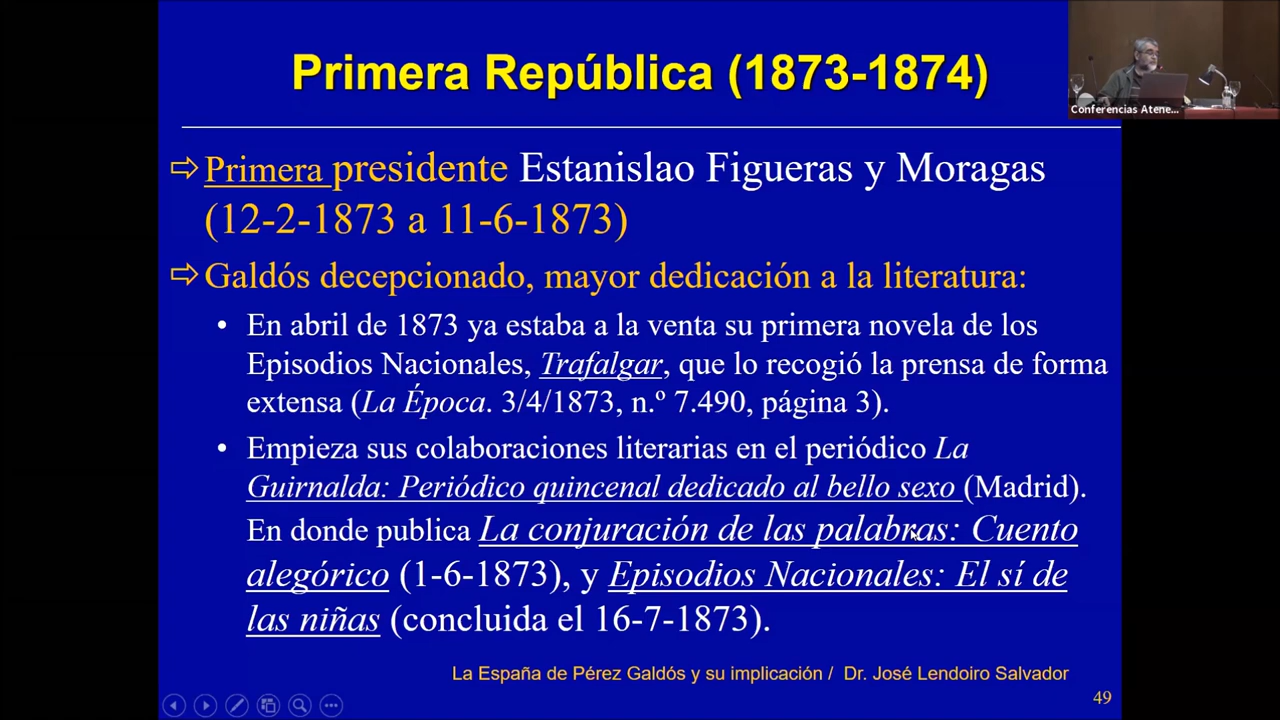 Primera República (1873-1874)
Conferencias Atene...
⇨ Primera presidente Estanislao Figueras y Moragas
(12-2-1873 a 11-6-1873)
⇨ Galdós decepcionado, mayor dedicación a la literatura:
• En abril de 1873 ya estaba a la venta su primera novela de los
Episodios Nacionales, Trafalgar, que lo recogió la prensa de forma
extensa (La Época. 3/4/1873, n.º 7.490, página 3).
• Empieza sus colaboraciones literarias en el periódico La
Guirnalda: Periódico quincenal dedicado al bello sexo (Madrid).
En donde publica La conjuración de las palabras: Cuento
alegórico (1-6-1873), y Episodios Nacionales: El sí de
las niñas (concluida el 16-7-1873).
La España de Pérez Galdós y su implicación / Dr. José Lendoiro Salvador
49